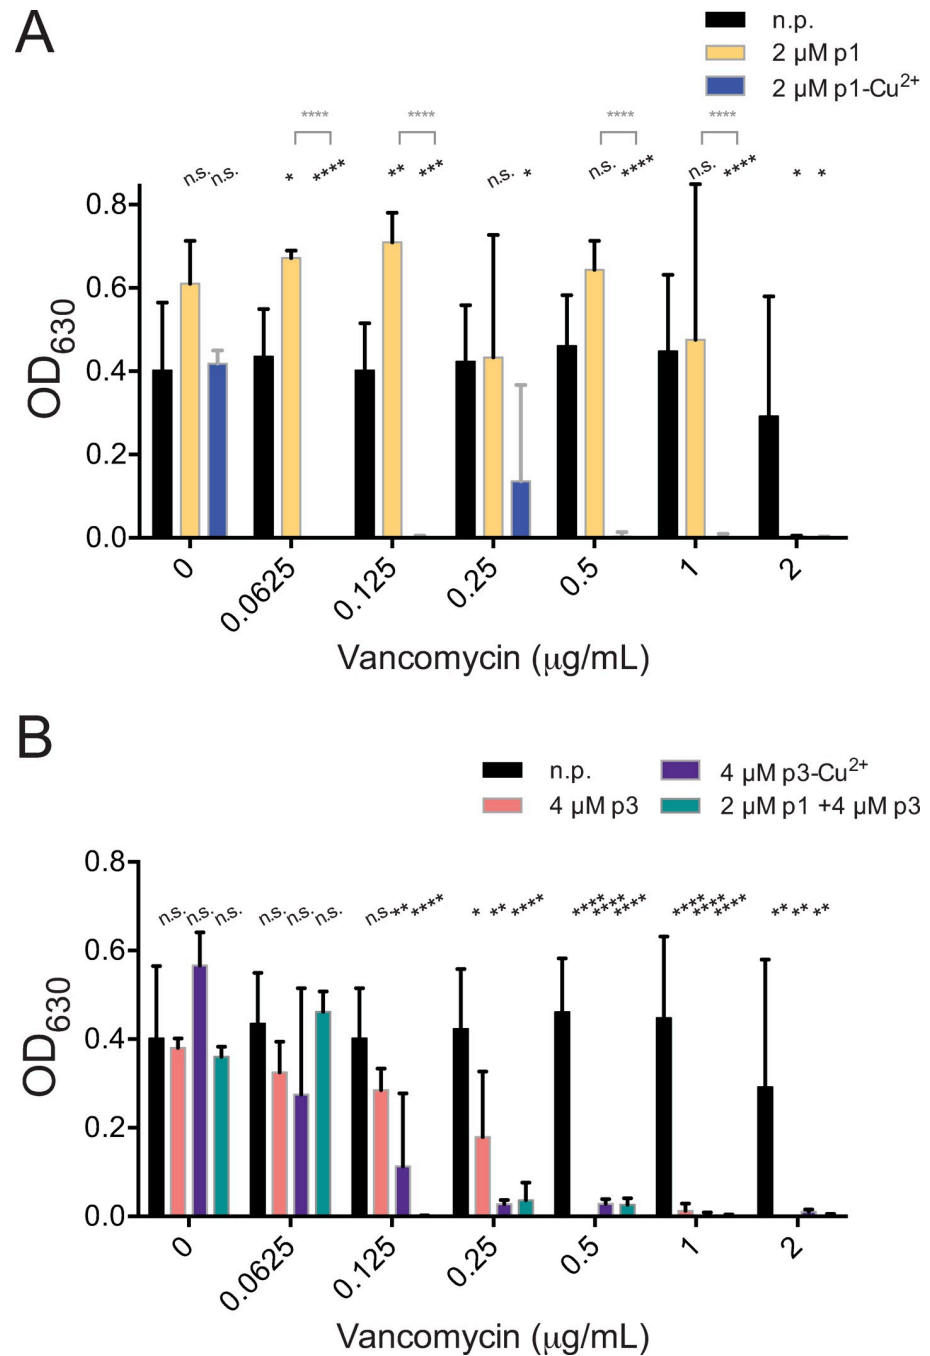 A
n.p.
2 µM p1
2 µM p1-Cu²⁺
**** **** **** ****
n.s. n.s. * **** ** *** n.s. * n.s. **** n.s. **** * *
0.8
0.6
0.4
0.2
0.0
OD₆₃₀
0 0.0625 0.125 0.25 0.5 1 2
Vancomycin (µg/mL)
B
n.p. 4 µM p3-Cu²⁺
4 µM p3 2 µM p1 +4 µM p3
0.8
n.s. n.s. n.s. n.s. n.s. n.s. n.s. ** **** * ** **** **** **** **** **** **** **** ** ** **
0.6
0.4
0.2
0.0
OD₆₃₀
0 0.0625 0.125 0.25 0.5 1 2
Vancomycin (µg/mL)